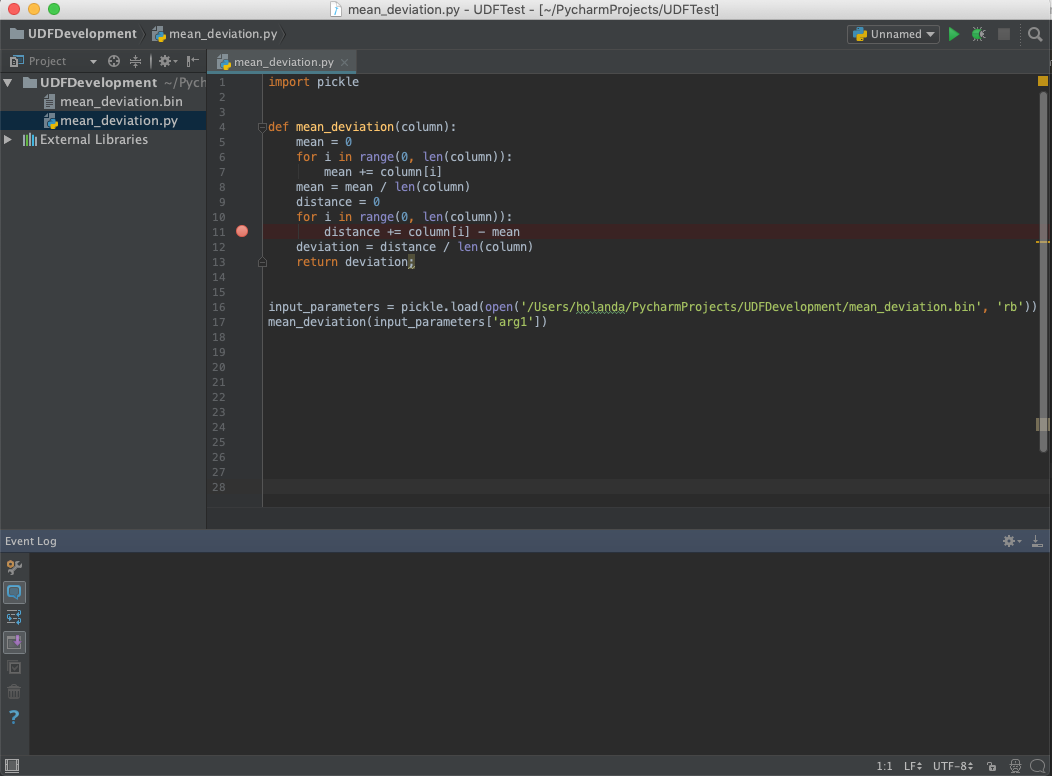 mean_deviation.py - UDFTest - [~/PycharmProjects/UDFTest]
UDFDevelopment mean_deviation.py Unnamed
Project
mean_deviation.py
UDFDevelopment ~/Pych
mean_deviation.bin
mean_deviation.py
External Libraries
1 import pickle
2
3
4 def mean_deviation(column):
5     mean = 0
6     for i in range(0, len(column)):
7         mean += column[i]
8     mean = mean / len(column)
9     distance = 0
10     for i in range(0, len(column)):
11         distance += column[i] - mean
12     deviation = distance / len(column)
13     return deviation;
14
15
16 input_parameters = pickle.load(open('/Users/holanda/PycharmProjects/UDFDevelopment/mean_deviation.bin', 'rb'))
17 mean_deviation(input_parameters['arg1'])
18
19
20
21
22
23
24
25
26
27
28
Event Log
?
1:1 LF UTF-8